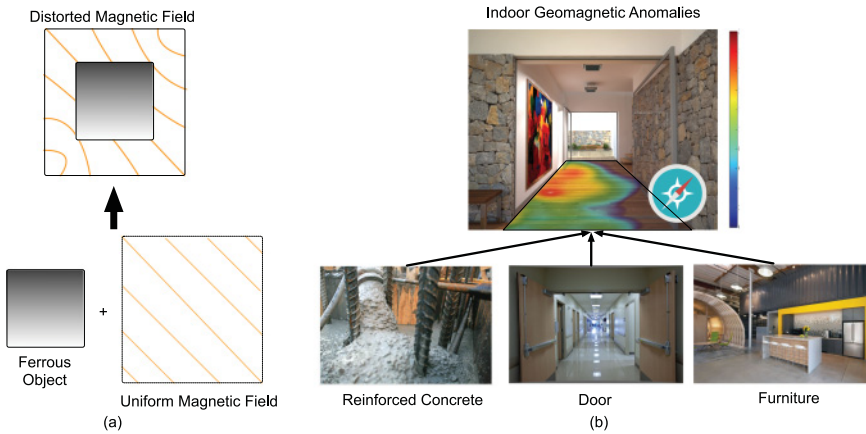 Distorted Magnetic Field
+
Ferrous
Object
Uniform Magnetic Field
(a)
Indoor Geomagnetic Anomalies
Reinforced Concrete
Door
Furniture
(b)